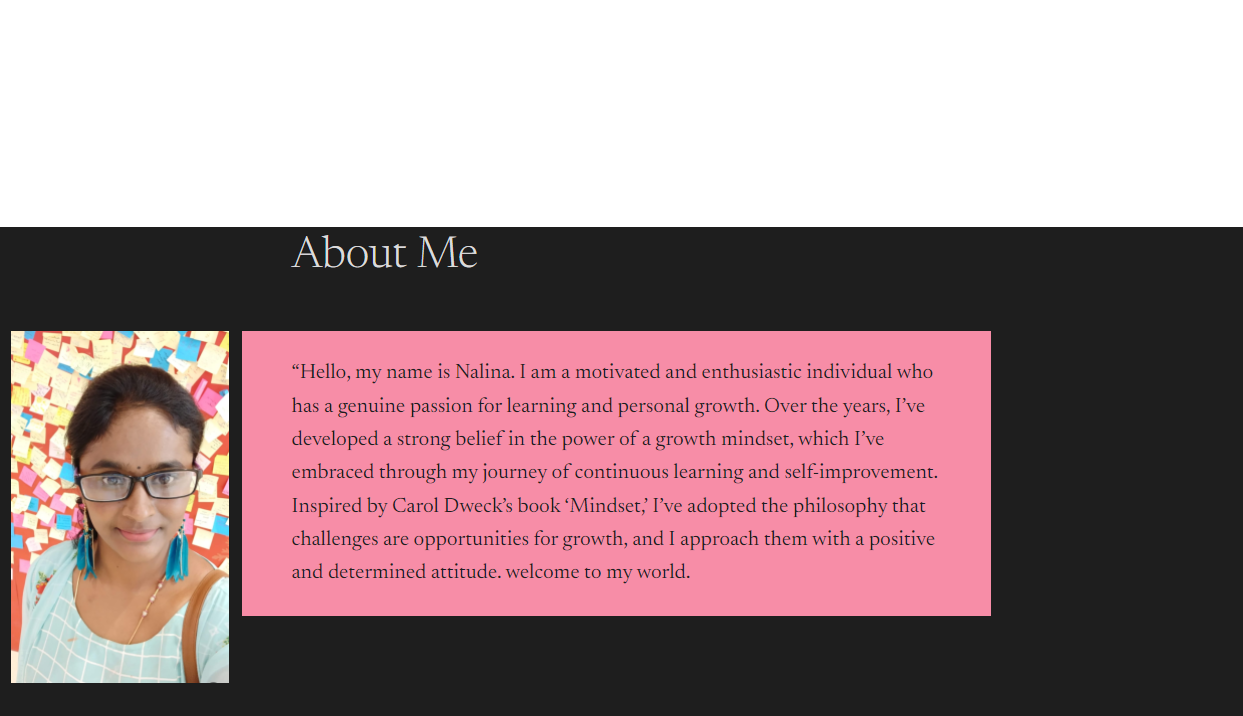 About Me
“Hello, my name is Nalina. I am a motivated and enthusiastic individual who
has a genuine passion for learning and personal growth. Over the years, I’ve
developed a strong belief in the power of a growth mindset, which I’ve
embraced through my journey of continuous learning and self-improvement.
Inspired by Carol Dweck’s book ‘Mindset,’ I’ve adopted the philosophy that
challenges are opportunities for growth, and I approach them with a positive
and determined attitude. welcome to my world.